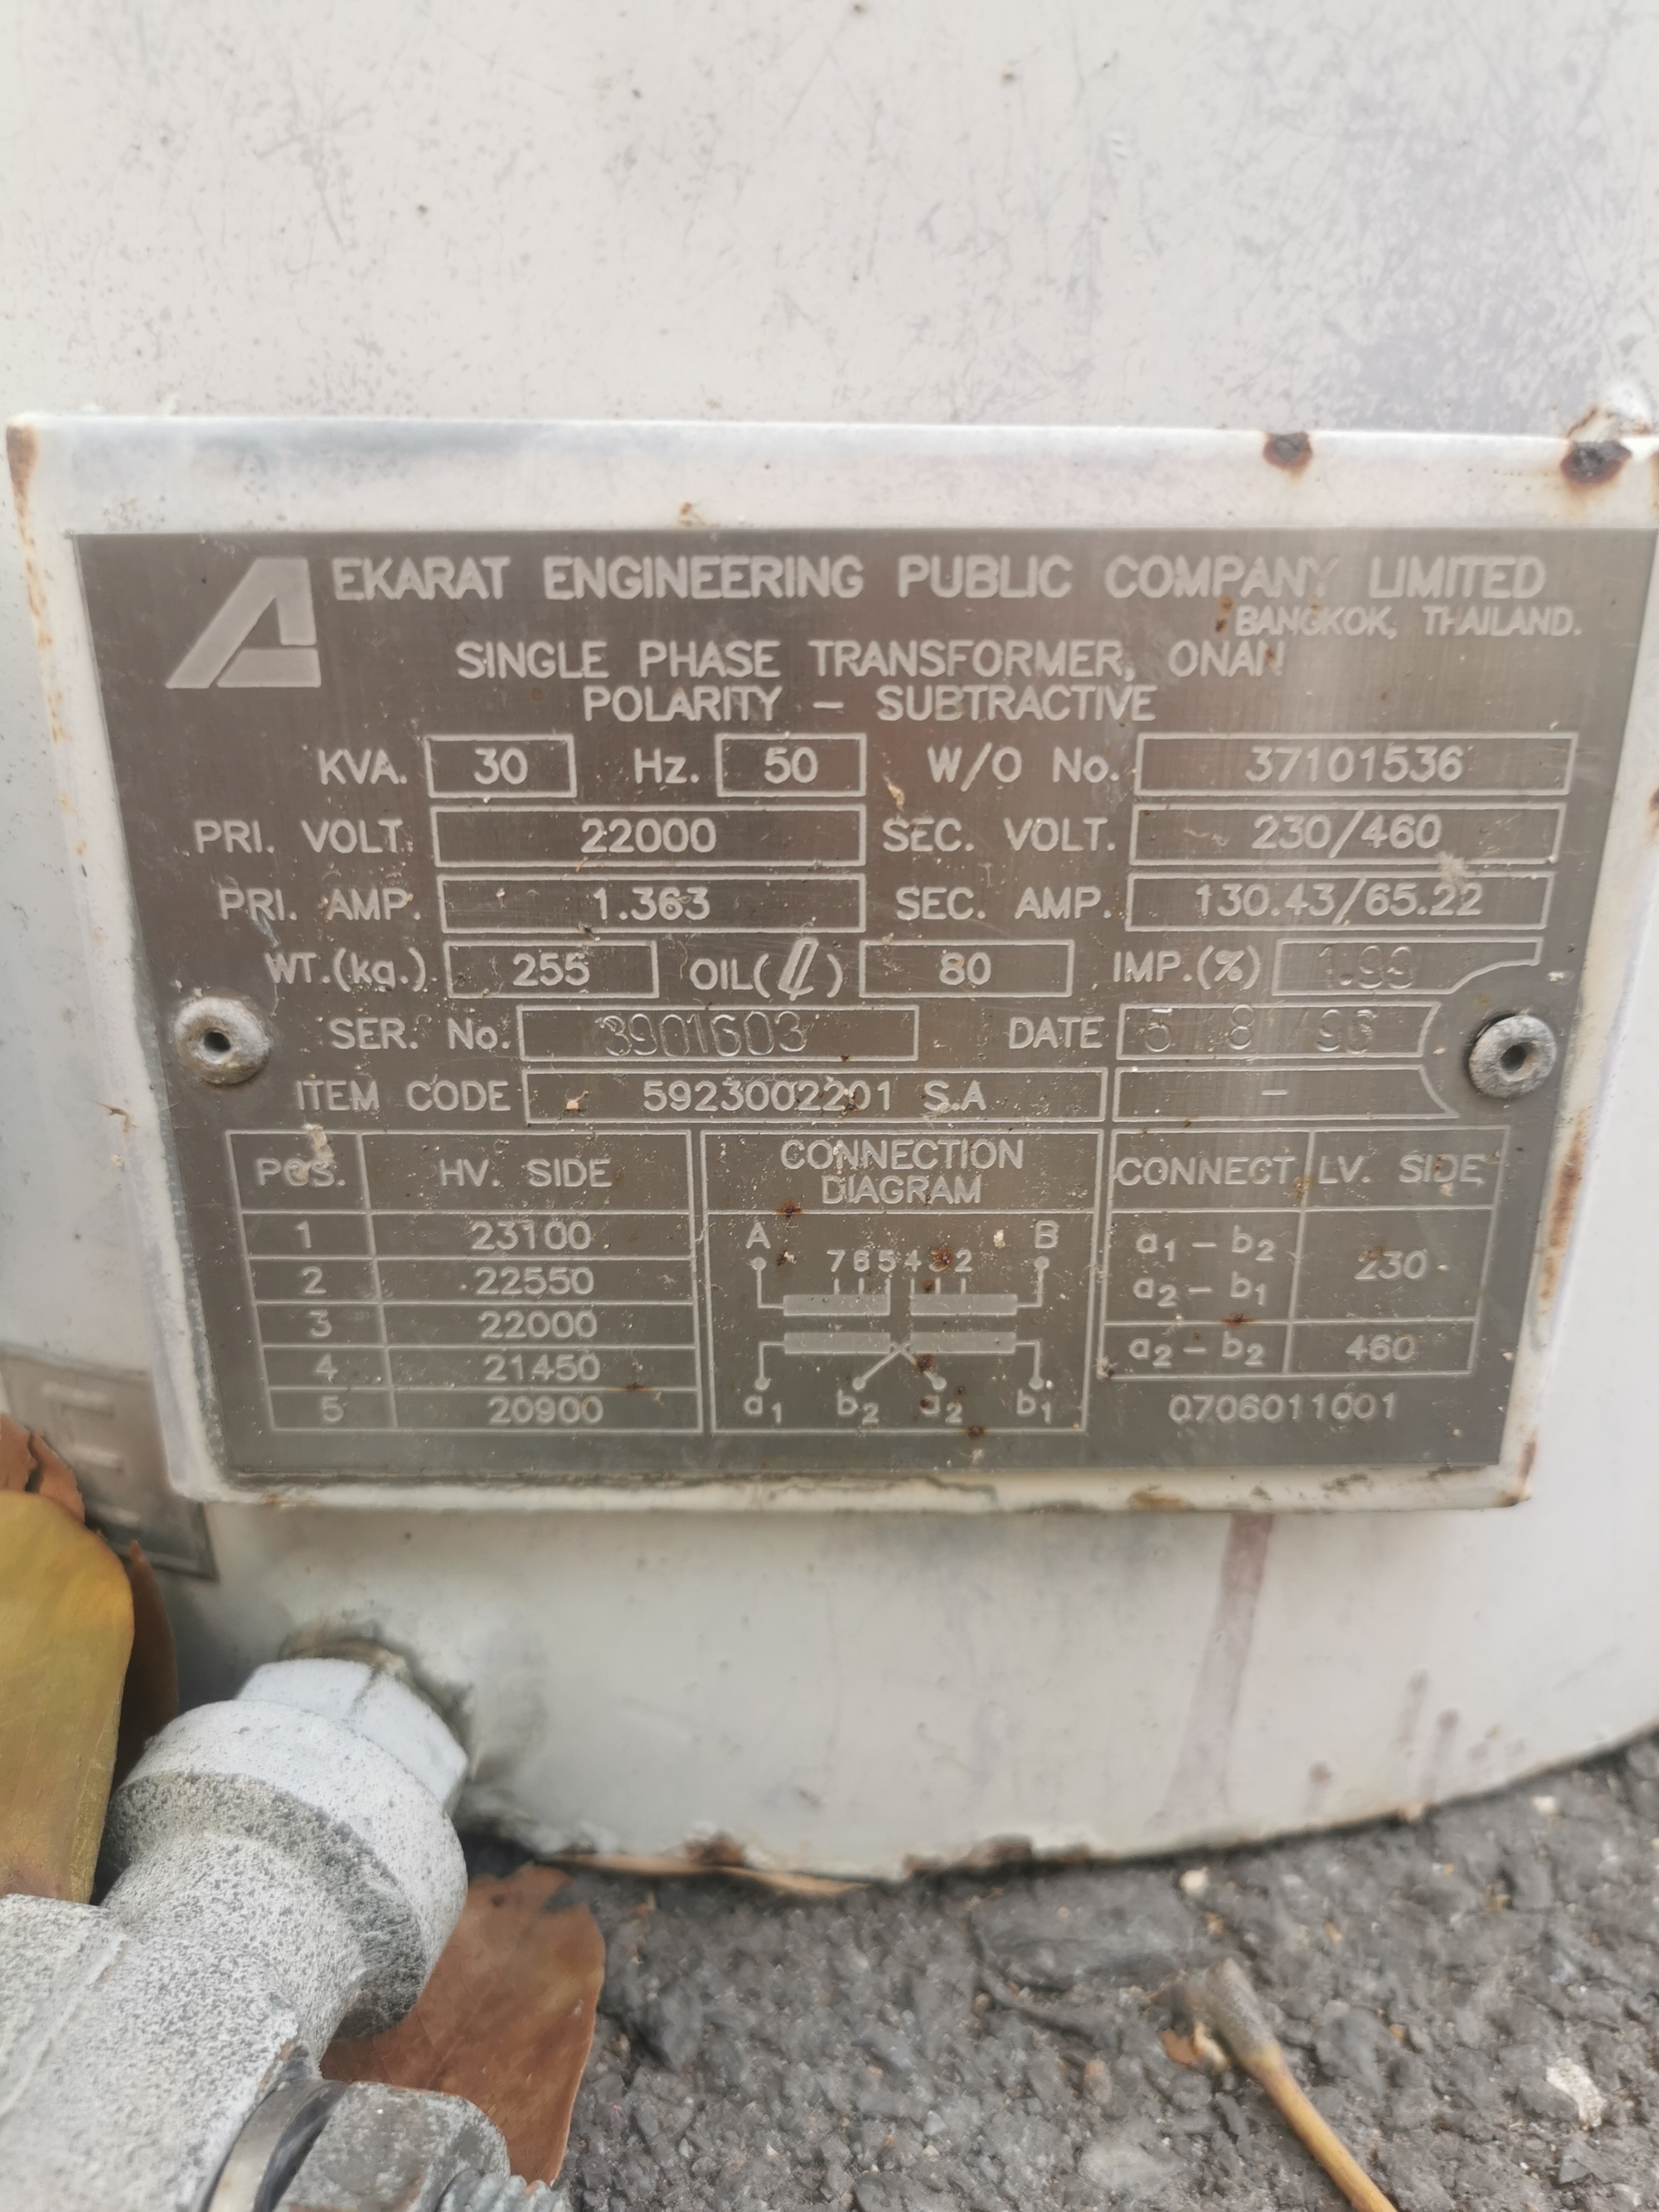 EKARAT ENGINEERING PUBLIC COMPANY LIMITED
BANGKOK, THAILAND.
SINGLE PHASE TRANSFORMER, ONAN
POLARITY – SUBTRACTIVE
KVA. 30 Hz. 50 W/O No. 37101536
PRI. VOLT. 22000 SEC. VOLT. 230/460
PRI. AMP. 1.363 SEC. AMP. 130.43/65.22
WT.(kg.) 255 OIL(ℓ) 80 IMP.(%) 1.99
SER. No. 3901603 DATE 8 96
ITEM CODE 5923002201 S.A –
POS. HV. SIDE
1 23100
2 22550
3 22000
4 21450
5 20900
CONNECTION
DIAGRAM
A B
7 6 5 4 3 2
a1 b2 a2 b1
CONNECT. LV. SIDE
a1 – b2
a2 – b1
230
a2 – b2 460
0706011001